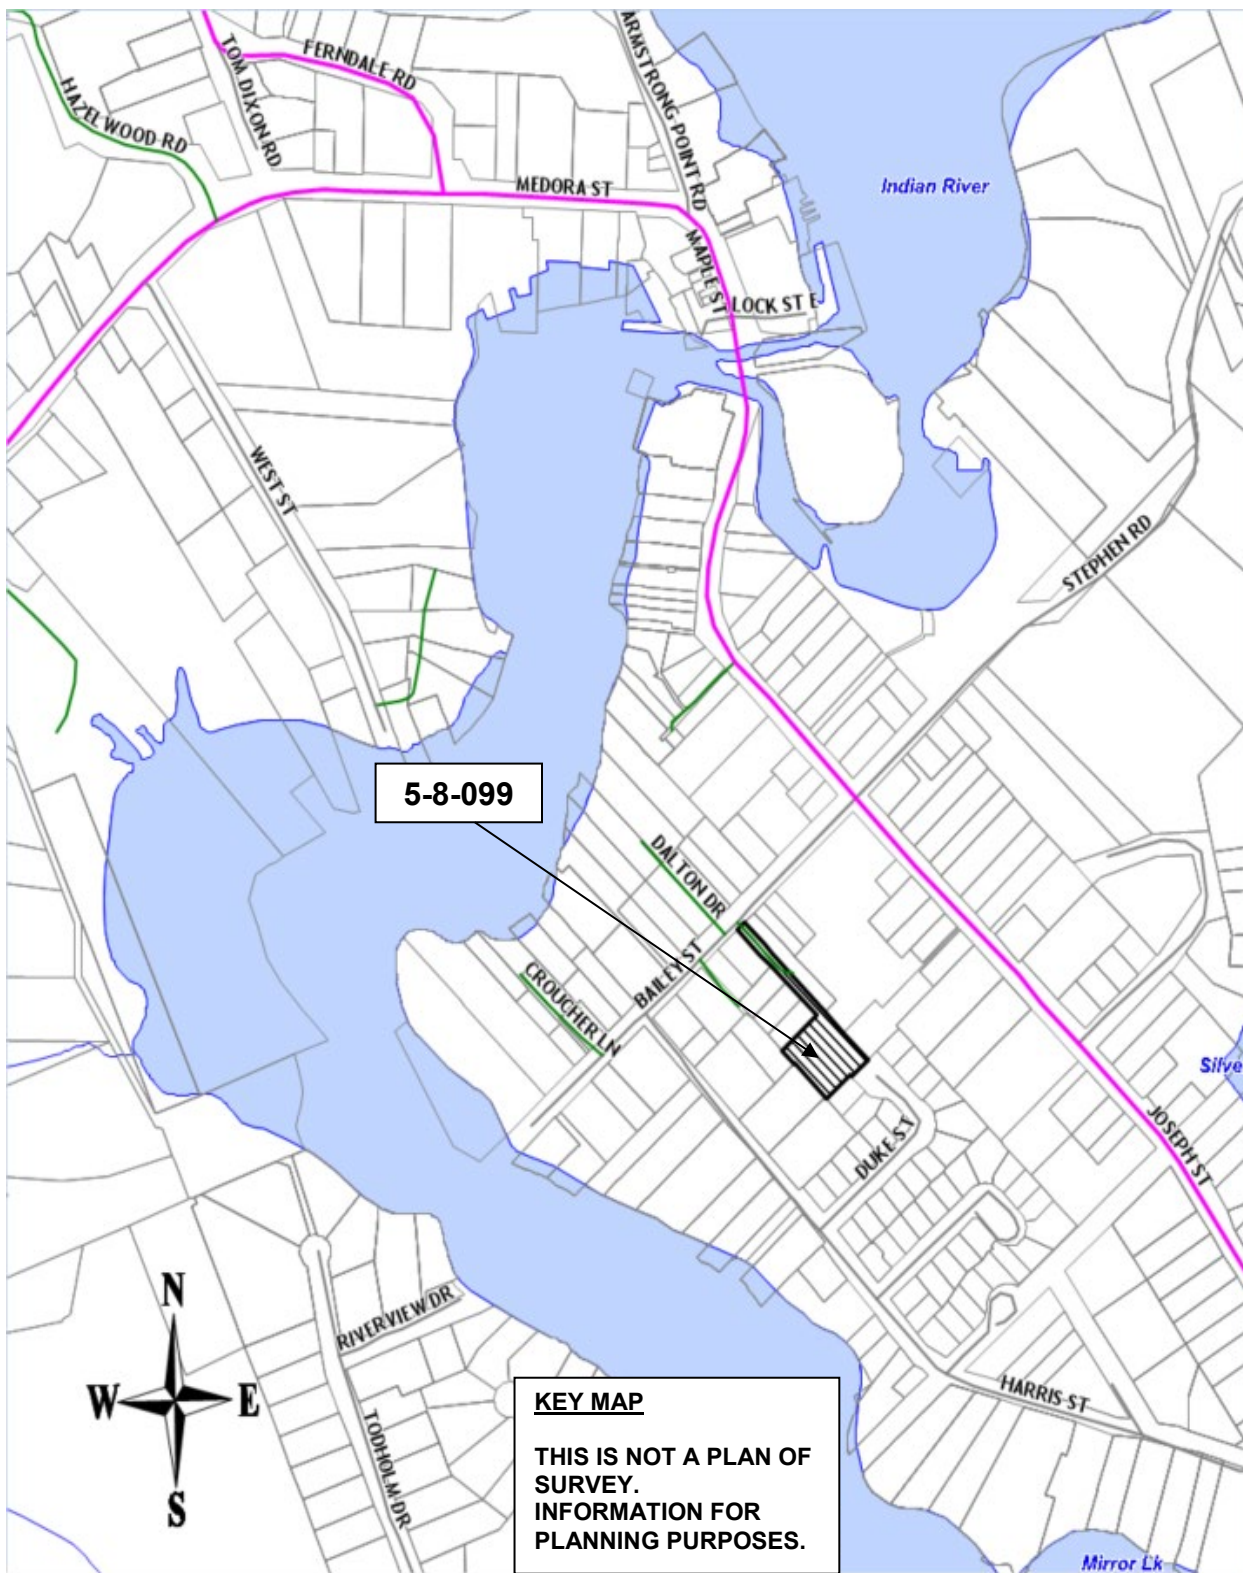 FERNDALE RD
TOM DIXON RD
HAZELWOOD RD
ARMSTRONG POINT RD
MEDORA ST
Indian River
MAPLE ST
LOCK ST E
WEST ST
STEPHEN RD
5-8-099
DALTON DR
BAILEY ST
CROUCHER LN
DUKE ST
JOSEPH ST
Silve
N
W E
S
RIVERVIEW DR
TODHOLM DR
HARRIS ST
KEY MAP
THIS IS NOT A PLAN OF
SURVEY.
INFORMATION FOR
PLANNING PURPOSES.
Mirror Lk